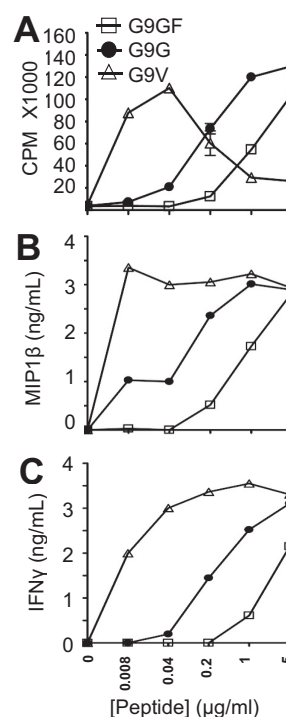 A
G9GF
G9G
G9V
CPM X1000
160
140
120
100
80
60
40
20
B
MIP1β (ng/mL)
4
3
2
1
0
C
IFNγ (ng/mL)
4
3
2
1
0
0
0.008
0.04
0.2
1
5
[Peptide] (μg/ml)